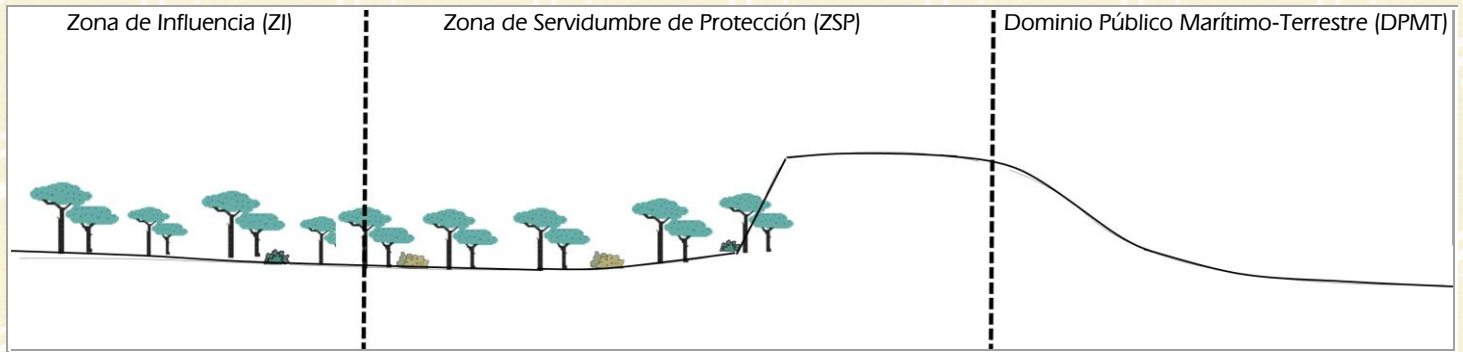 Zona de Influencia (ZI)
Zona de Servidumbre de Protección (ZSP)
Dominio Público Marítimo-Terrestre (DPMT)